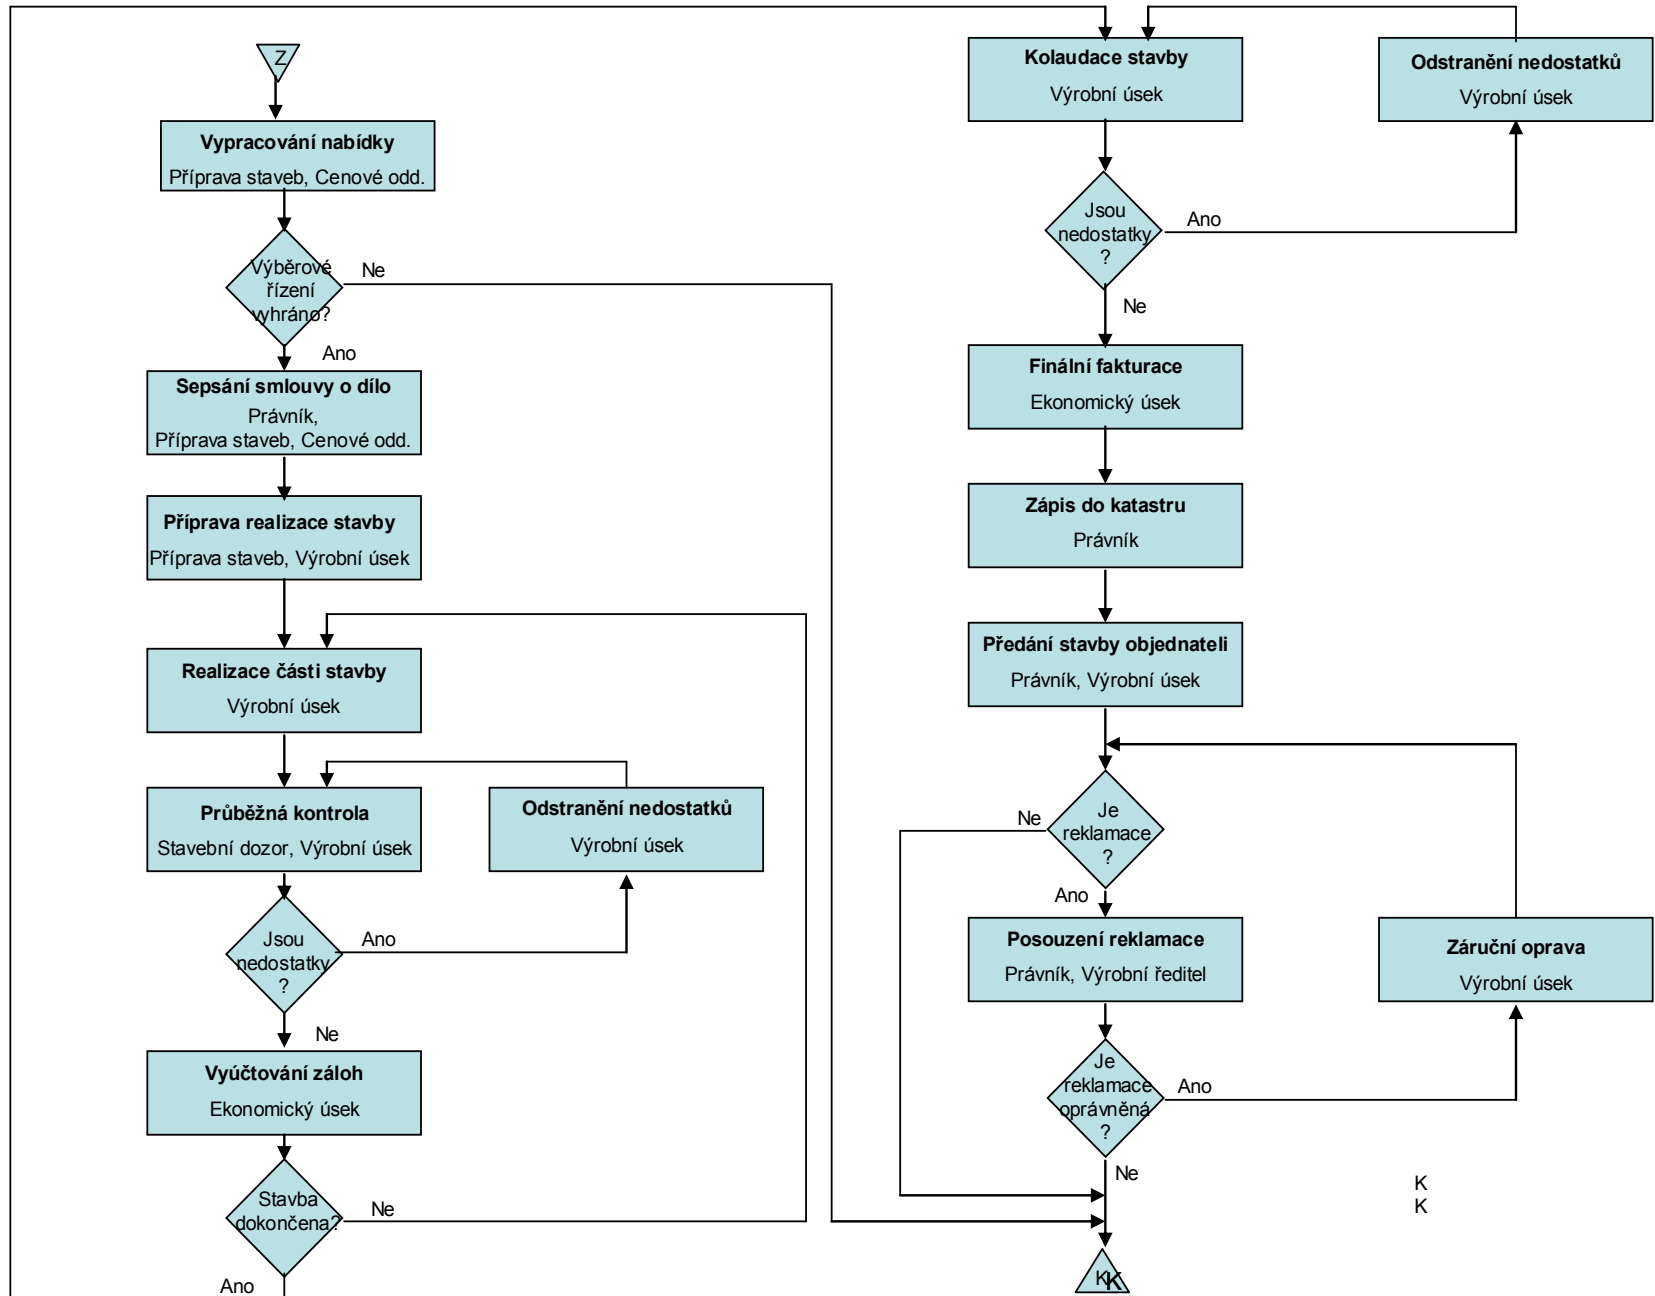 Z
Vypracování nabídky
Příprava staveb, Cenové odd.
Výběrové
řízení
vyhráno?
Ne
Ano
Sepsání smlouvy o dílo
Právník,
Příprava staveb, Cenové odd.
Příprava realizace stavby
Příprava staveb, Výrobní úsek
Realizace části stavby
Výrobní úsek
Průběžná kontrola
Stavební dozor, Výrobní úsek
Odstranění nedostatků
Výrobní úsek
Jsou
nedostatky
?
Ano
Ne
Vyúčtování záloh
Ekonomický úsek
Stavba
dokončena?
Ne
Ano
Kolaudace stavby
Výrobní úsek
Odstranění nedostatků
Výrobní úsek
Jsou
nedostatky
?
Ano
Ne
Finální fakturace
Ekonomický úsek
Zápis do katastru
Právník
Předání stavby objednateli
Právník, Výrobní úsek
Je
reklamace
?
Ne
Ano
Posouzení reklamace
Právník, Výrobní ředitel
Záruční oprava
Výrobní úsek
Je
reklamace
oprávněná
?
Ano
Ne
K
K
KK